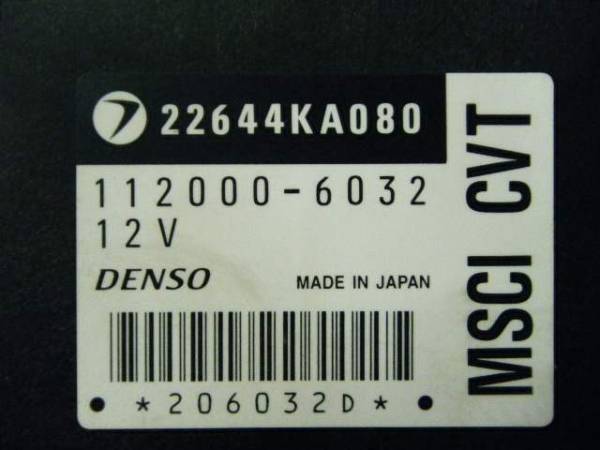 22644KA080
112000-6032
12V
DENSO MADE IN JAPAN
*206032D*
MSCI CVT